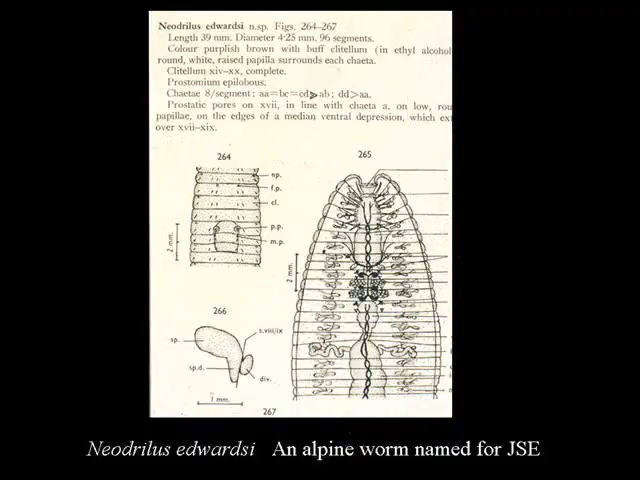 Neodrilus edwardsi n.sp. Figs. 264–267
Length 39 mm. Diameter 4·25 mm. 96 segments.
Colour purplish brown with buff clitellum (in ethyl alcohol
round, white, raised papilla surrounds each chaeta.
Clitellum xiv–xx, complete.
Prostomium epilobous.
Chaetae 8/segment: aa=bc=cd⩾ab; dd>aa.
Prostatic pores on xvii, in line with chaeta a, on low, rou
papillae, on the edges of a median ventral depression, which ex
over xvii–xix.
264
265
np.
f.p.
cl.
p.p.
m.p.
2 mm.
2 mm.
266
s.viii/ix
sp.
sp.d.
div.
1 mm.
267
Neodrilus edwardsi An alpine worm named for JSE